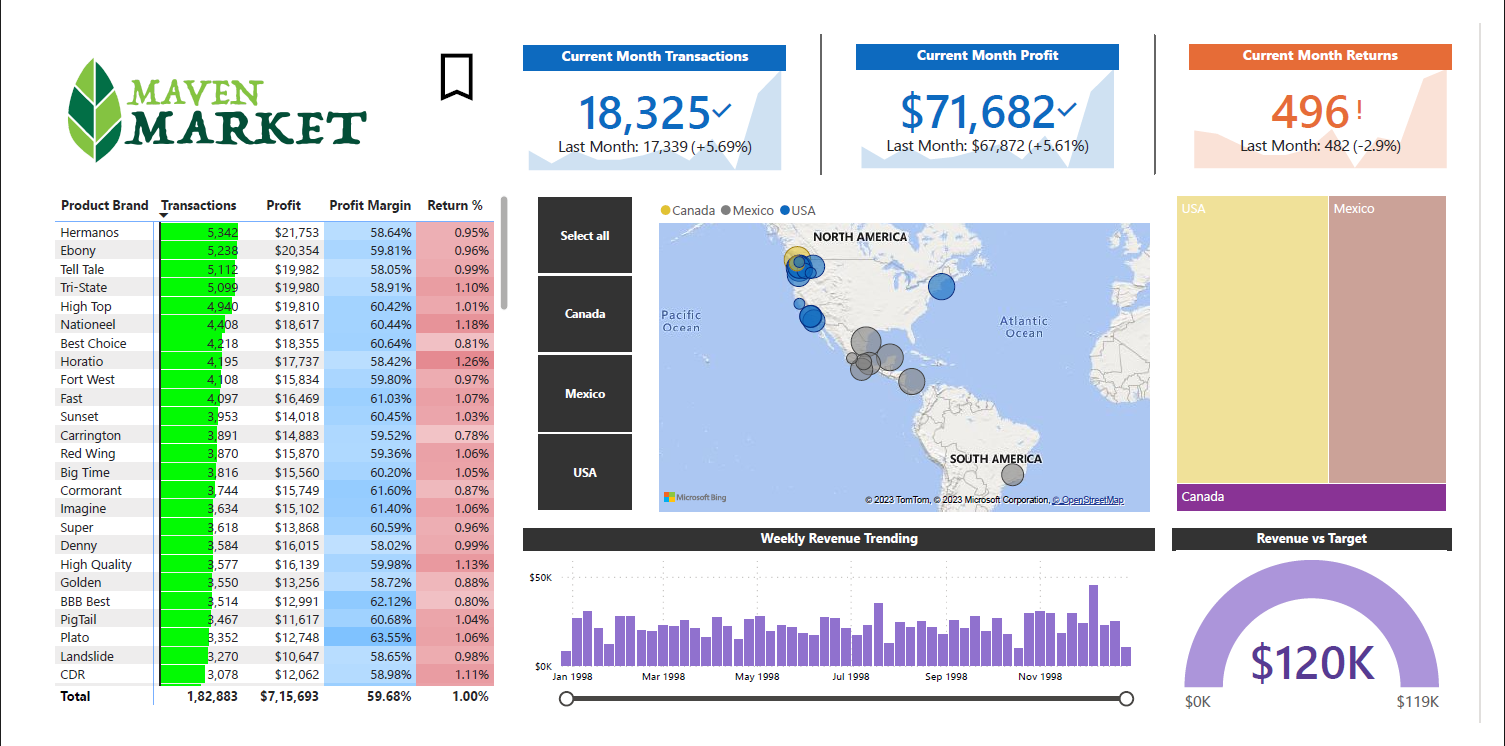 MAVEN
MARKET
Current Month Transactions
18,325
Last Month: 17,339 (+5.69%)
Current Month Profit
$71,682
Last Month: $67,872 (+5.61%)
Current Month Returns
496 !
Last Month: 482 (-2.9%)
Product Brand Transactions Profit Profit Margin Return %
Hermanos 5,342 $21,753 58.64% 0.95%
Ebony 5,238 $20,354 59.81% 0.96%
Tell Tale 5,112 $19,982 58.05% 0.99%
Tri-State 5,099 $19,980 58.91% 1.10%
High Top 4,940 $19,810 60.42% 1.01%
Nationeel 4,408 $18,617 60.44% 1.18%
Best Choice 4,218 $18,355 60.64% 0.81%
Horatio 4,195 $17,737 58.42% 1.26%
Fort West 4,108 $15,834 59.80% 0.97%
Fast 4,097 $16,469 61.03% 1.07%
Sunset 3,953 $14,018 60.45% 1.03%
Carrington 3,891 $14,883 59.52% 0.78%
Red Wing 3,870 $15,870 59.36% 1.06%
Big Time 3,816 $15,560 60.20% 1.05%
Cormorant 3,744 $15,749 61.60% 0.87%
Imagine 3,634 $15,102 61.40% 1.06%
Super 3,618 $13,868 60.59% 0.96%
Denny 3,584 $16,015 58.02% 0.99%
High Quality 3,577 $16,139 59.98% 1.13%
Golden 3,550 $13,256 58.72% 0.88%
BBB Best 3,514 $12,991 62.12% 0.80%
PigTail 3,467 $11,617 60.68% 1.04%
Plato 3,352 $12,748 63.55% 1.06%
Landslide 3,270 $10,647 58.65% 0.98%
CDR 3,078 $12,062 58.98% 1.11%
Total 1,82,883 $7,15,693 59.68% 1.00%
Select all
Canada
Mexico
USA
Canada Mexico USA
NORTH AMERICA
Pacific
Ocean
Atlantic
Ocean
SOUTH AMERICA
Microsoft Bing
© 2023 TomTom, © 2023 Microsoft Corporation, © OpenStreetMap
USA
Mexico
Canada
Weekly Revenue Trending
$50K
$0K
Jan 1998 Mar 1998 May 1998 Jul 1998 Sep 1998 Nov 1998
Revenue vs Target
$120K
$0K $119K